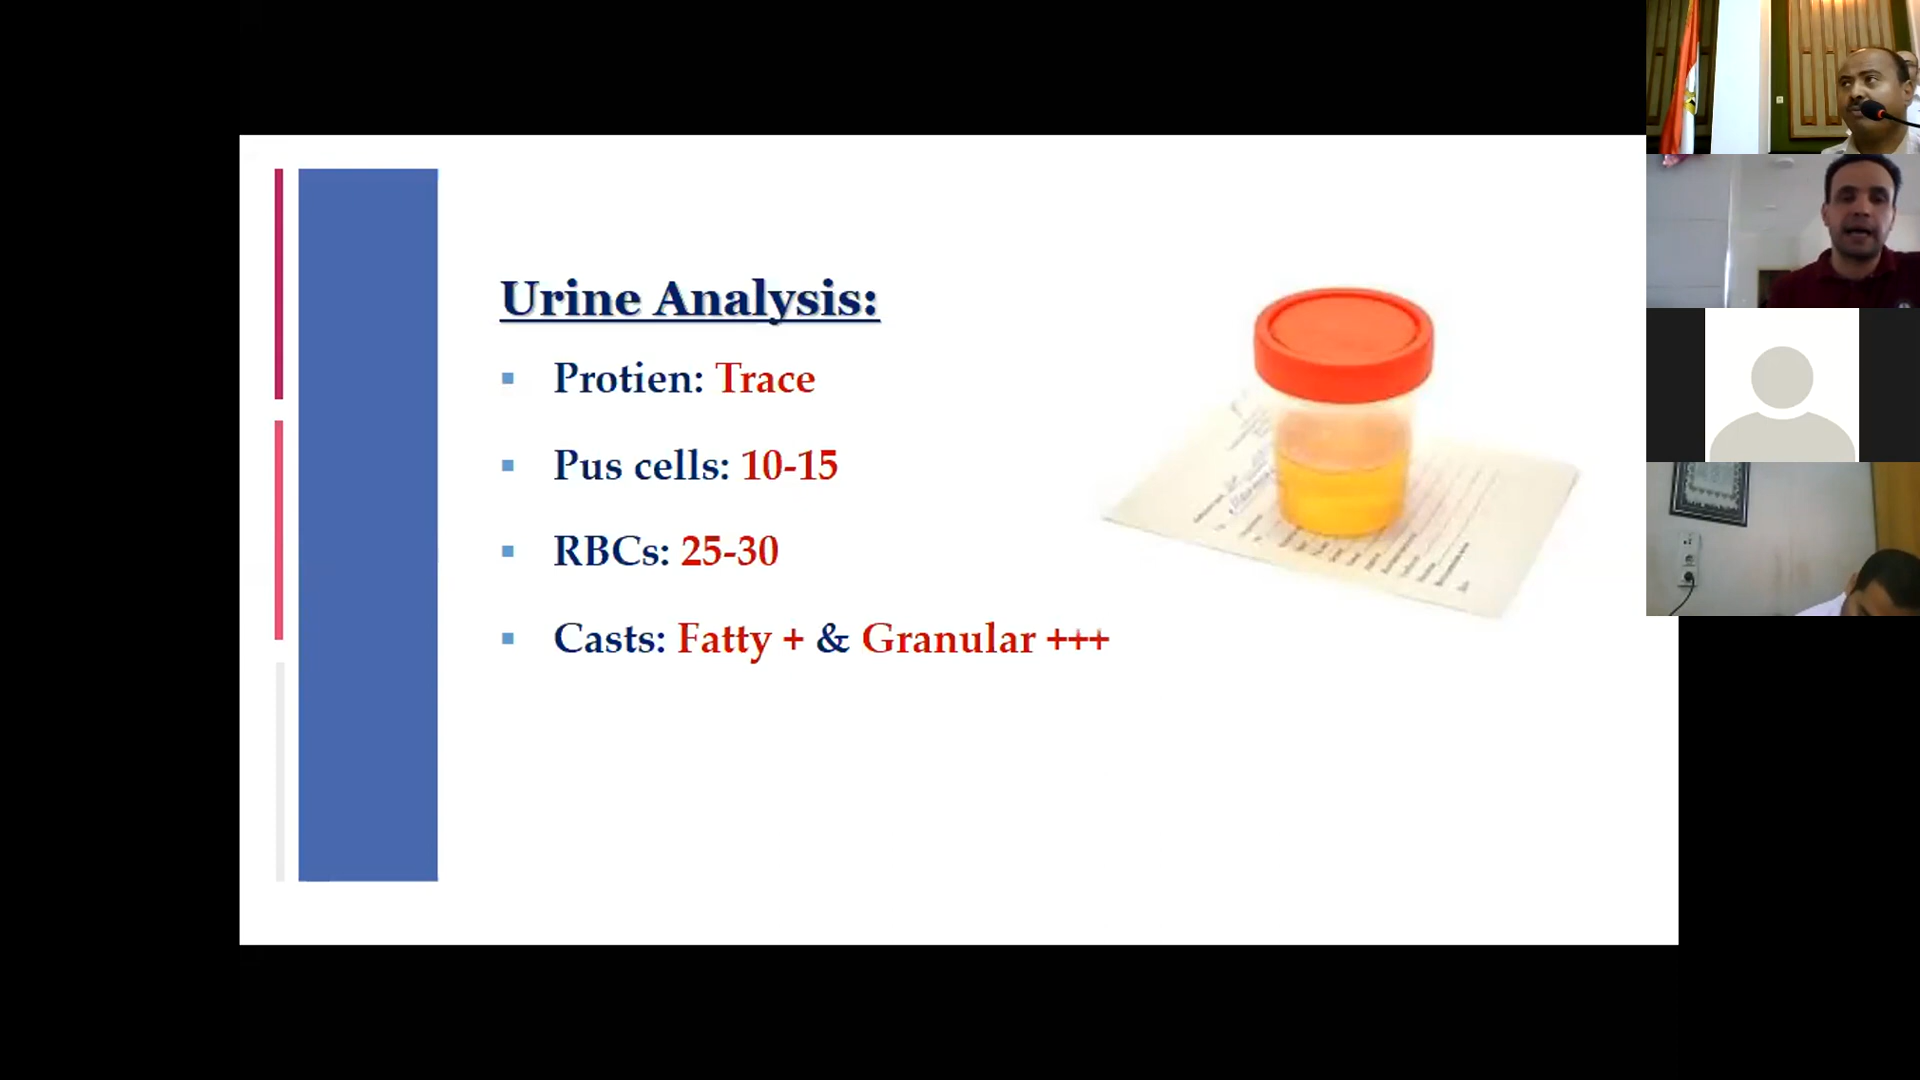 Urine Analysis:
▪ Protien: Trace
▪ Pus cells: 10-15
▪ RBCs: 25-30
▪ Casts: Fatty + & Granular +++